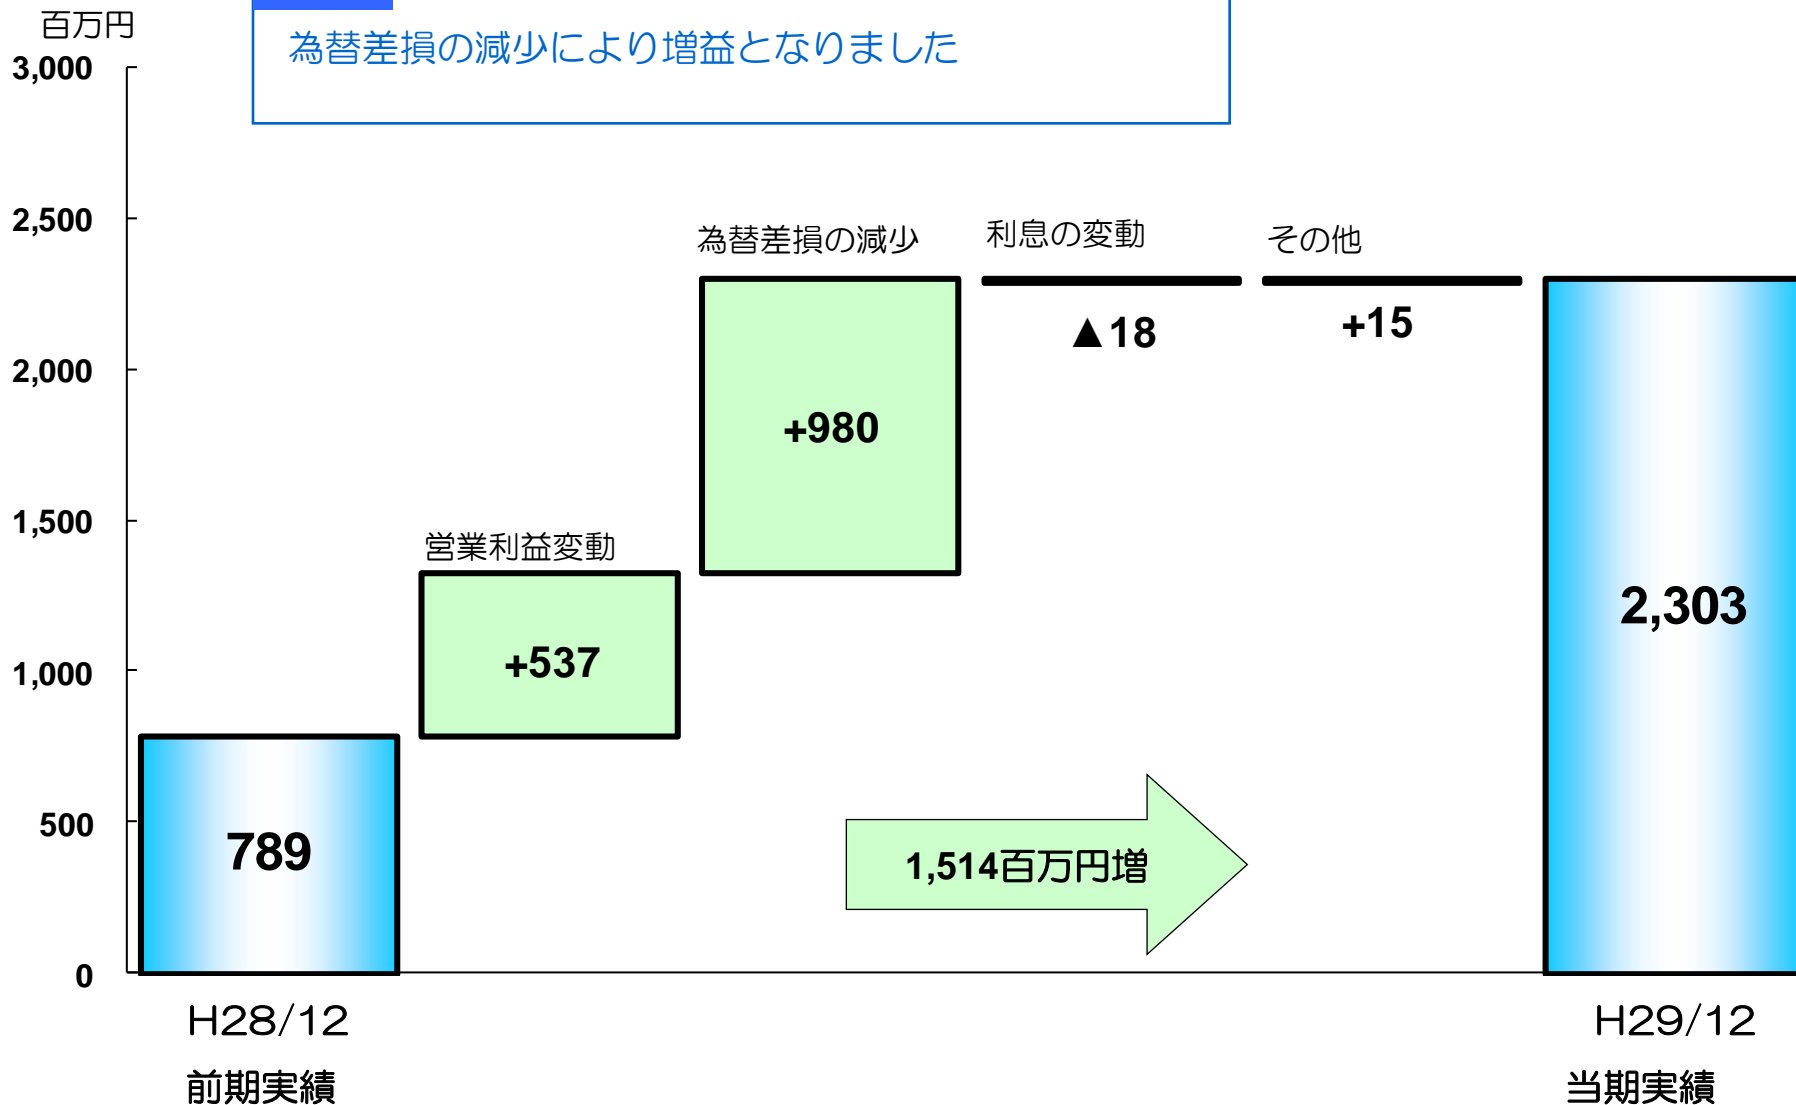 百万円
為替差損の減少により増益となりました
3,000
2,500
2,000
1,500
1,000
500
0
営業利益変動
為替差損の減少
利息の変動
その他
789
+537
+980
▲18
+15
2,303
1,514百万円増
H28/12
前期実績
H29/12
当期実績